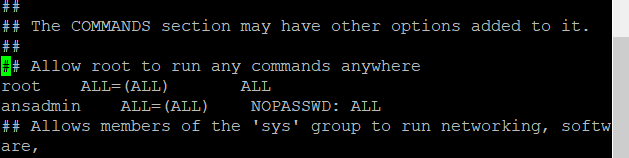 ##
## The COMMANDS section may have other options added to it.
##
## Allow root to run any commands anywhere
root    ALL=(ALL)       ALL
ansadmin    ALL=(ALL)    NOPASSWD: ALL
## Allows members of the 'sys' group to run networking, softw
are,